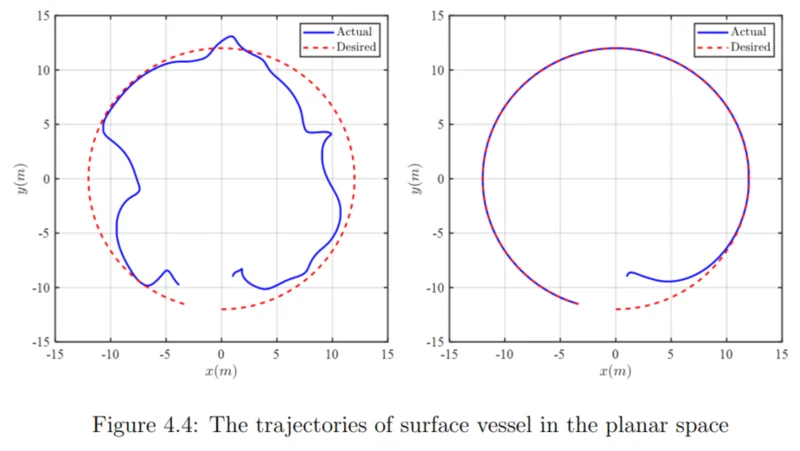 15
10
5
0
-5
-10
-15
-15 -10 -5 0 5 10 15
y(m)
x(m)
Actual
Desired
15
10
5
0
-5
-10
-15
-15 -10 -5 0 5 10 15
y(m)
x(m)
Actual
Desired
Figure 4.4: The trajectories of surface vessel in the planar space